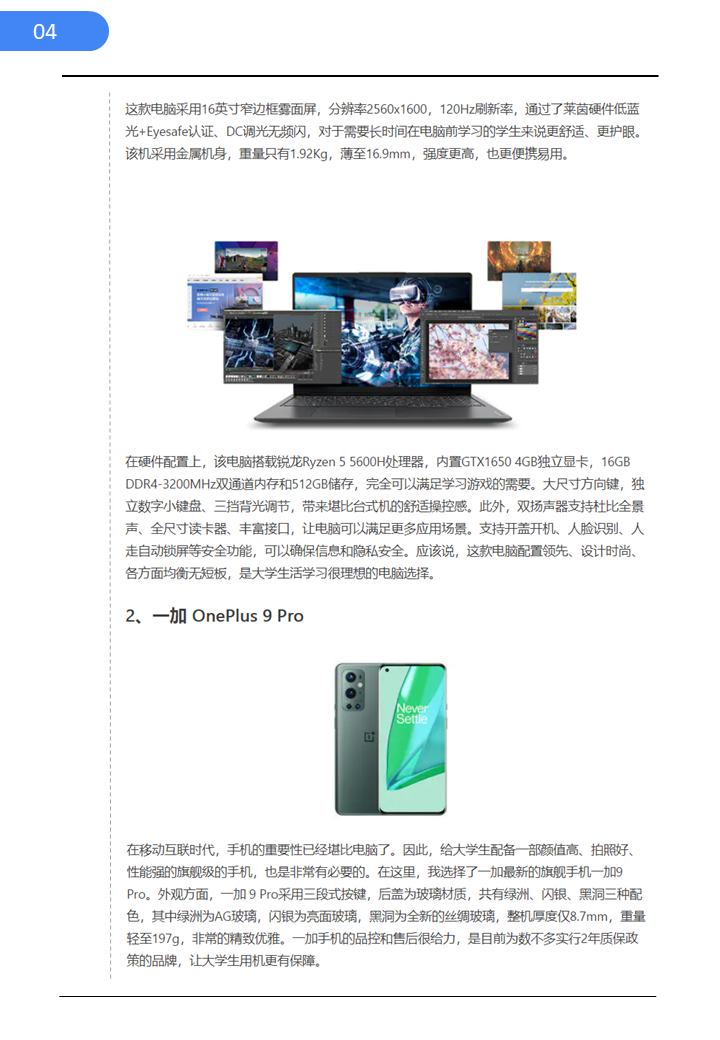 04
这款电脑采用16英寸窄边框雾面屏，分辨率2560x1600，120Hz刷新率，通过了莱茵硬件低蓝
光+Eyesafe认证、DC调光无频闪，对于需要长时间在电脑前学习的学生来说更舒适、更护眼。
该机采用金属机身，重量只有1.92Kg，薄至16.9mm，强度更高，也更便携易用。
在硬件配置上，该电脑搭载锐龙Ryzen 5 5600H处理器，内置GTX1650 4GB独立显卡，16GB
DDR4-3200MHz双通道内存和512GB储存，完全可以满足学习游戏的需要。大尺寸方向键，独
立数字小键盘、三挡背光调节，带来堪比台式机的舒适操控感。此外，双扬声器支持杜比全景
声、全尺寸读卡器、丰富接口，让电脑可以满足更多应用场景。支持开盖开机、人脸识别、人
走自动锁屏等安全功能，可以确保信息和隐私安全。应该说，这款电脑配置领先、设计时尚、
各方面均衡无短板，是大学生活学习很理想的电脑选择。
2、一加 OnePlus 9 Pro
Never
Settle
在移动互联时代，手机的重要性已经堪比电脑了。因此，给大学生配备一部颜值高、拍照好、
性能强的旗舰级的手机，也是非常有必要的。在这里，我选择了一加最新的旗舰手机一加9
Pro。外观方面，一加 9 Pro采用三段式按键，后盖为玻璃材质，共有绿洲、闪银、黑洞三种配
色，其中绿洲为AG玻璃，闪银为亮面玻璃，黑洞为全新的丝绸玻璃，整机厚度仅8.7mm，重量
轻至197g，非常的精致优雅。一加手机的品控和售后很给力，是目前为数不多实行2年质保政
策的品牌，让大学生用机更有保障。